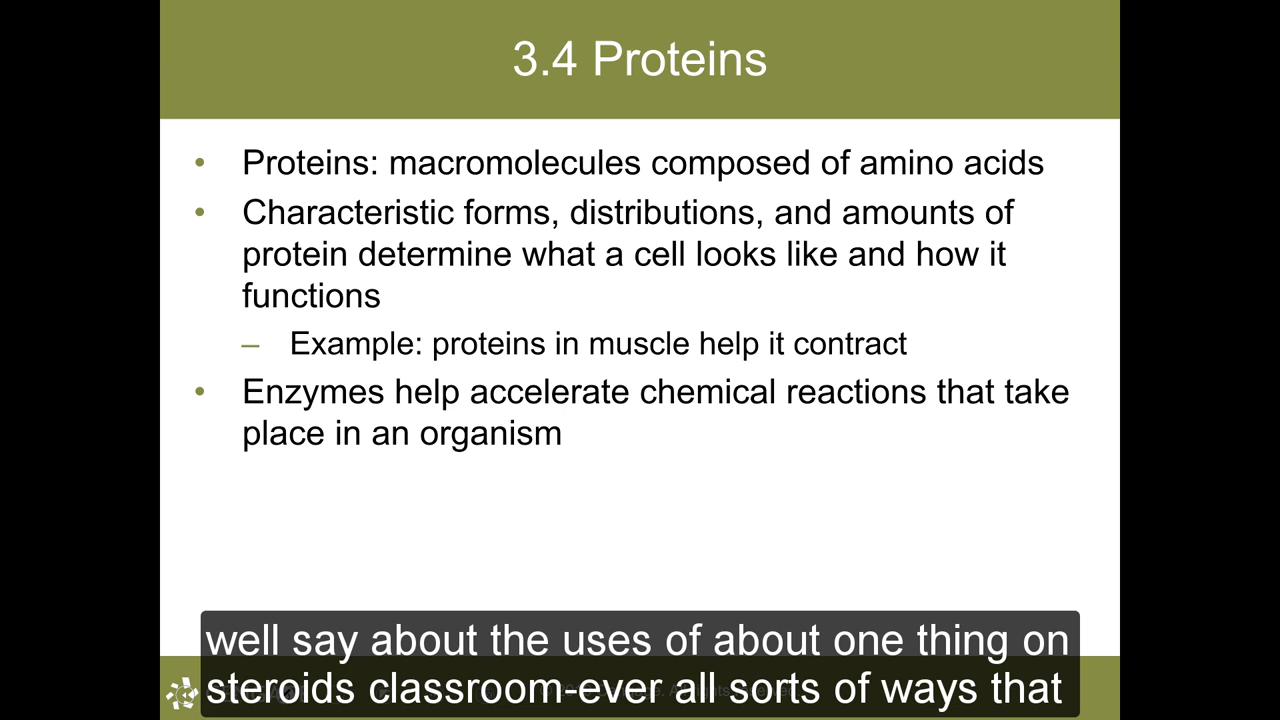 3.4 Proteins
• Proteins: macromolecules composed of amino acids
• Characteristic forms, distributions, and amounts of
protein determine what a cell looks like and how it
functions
– Example: proteins in muscle help it contract
• Enzymes help accelerate chemical reactions that take
place in an organism
well say about the uses of about one thing on
steroids classroom-ever all sorts of ways that